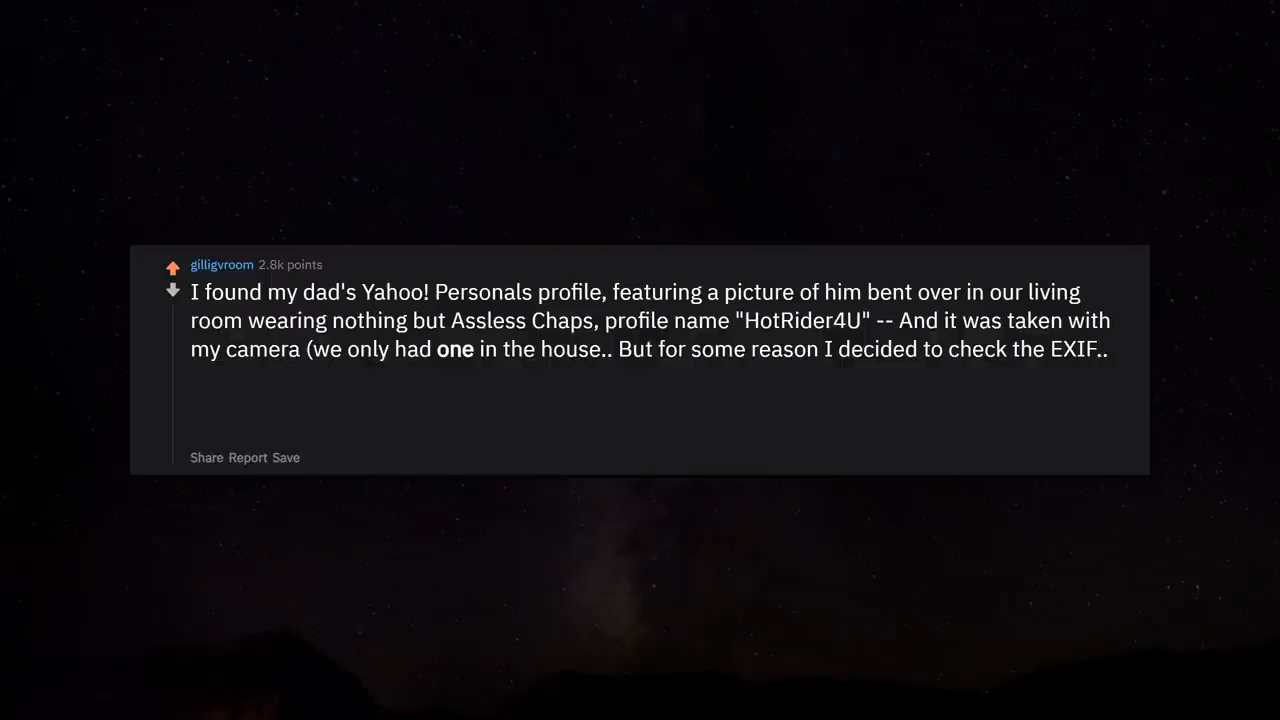 gilligvroom 2.8k points
I found my dad's Yahoo! Personals profile, featuring a picture of him bent over in our living
room wearing nothing but Assless Chaps, profile name "HotRider4U" -- And it was taken with
my camera (we only had one in the house.. But for some reason I decided to check the EXIF..
Share Report Save